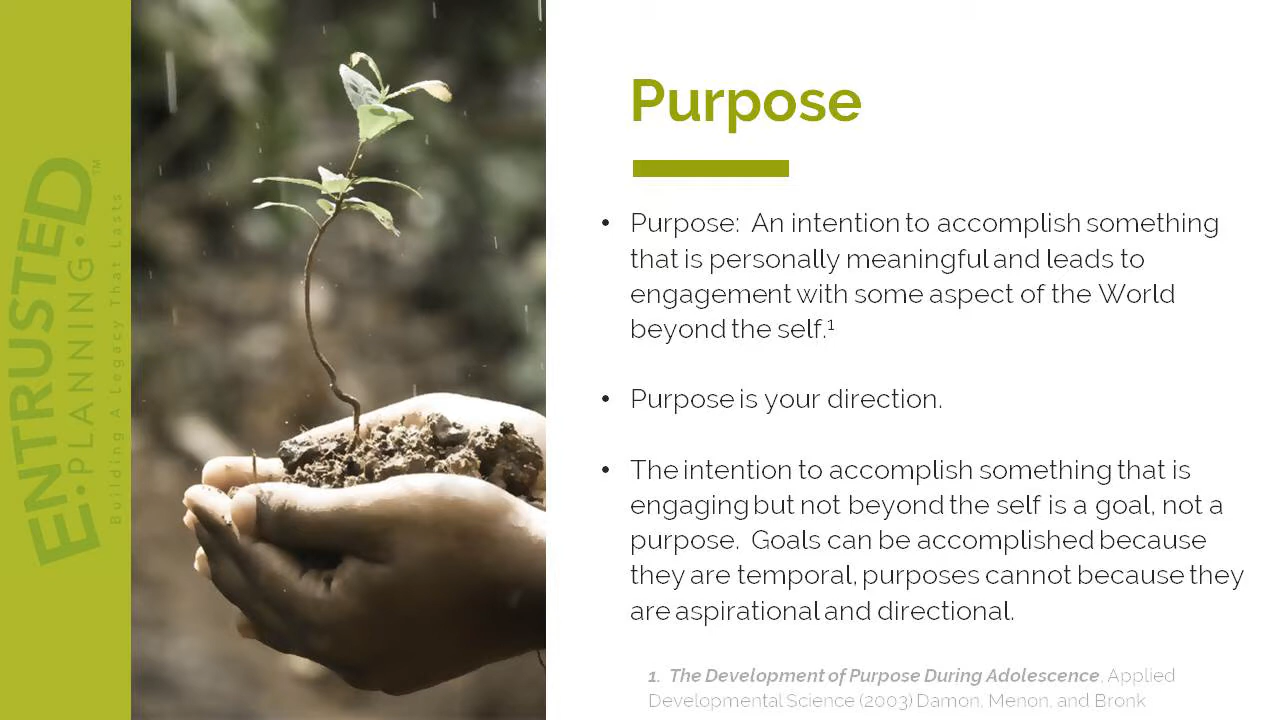 ENTRUSTED
E.PLANNING.D™
Building A Legacy That Lasts
Purpose
• Purpose: An intention to accomplish something
that is personally meaningful and leads to
engagement with some aspect of the World
beyond the self.¹
• Purpose is your direction.
• The intention to accomplish something that is
engaging but not beyond the self is a goal, not a
purpose. Goals can be accomplished because
they are temporal, purposes cannot because they
are aspirational and directional.
1. The Development of Purpose During Adolescence, Applied
Developmental Science (2003) Damon, Menon, and Bronk